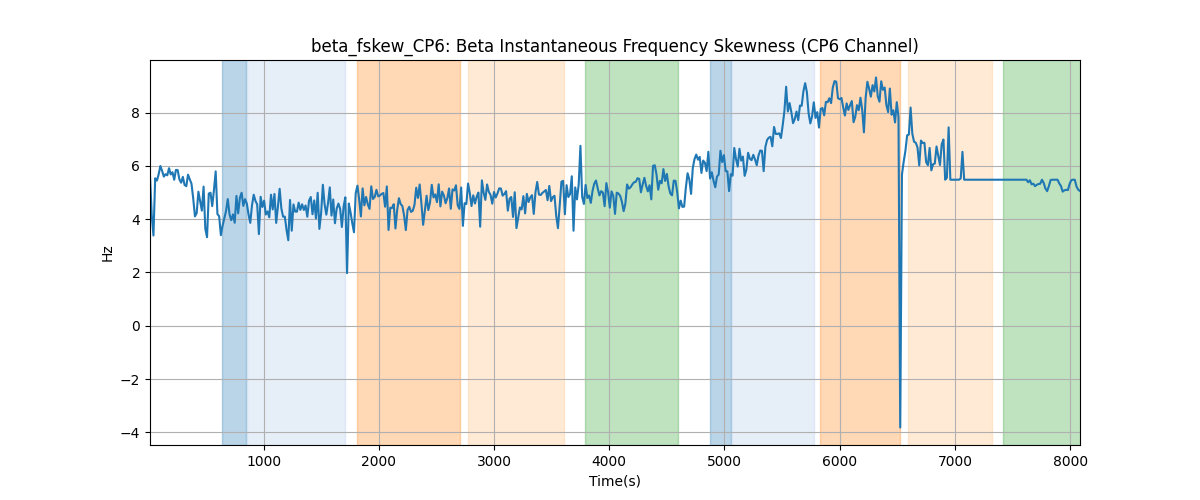 beta_fskew_CP6: Beta Instantaneous Frequency Skewness (CP6 Channel)
8
6
4
2
0
−2
−4
Hz
1000 2000 3000 4000 5000 6000 7000 8000
Time(s)